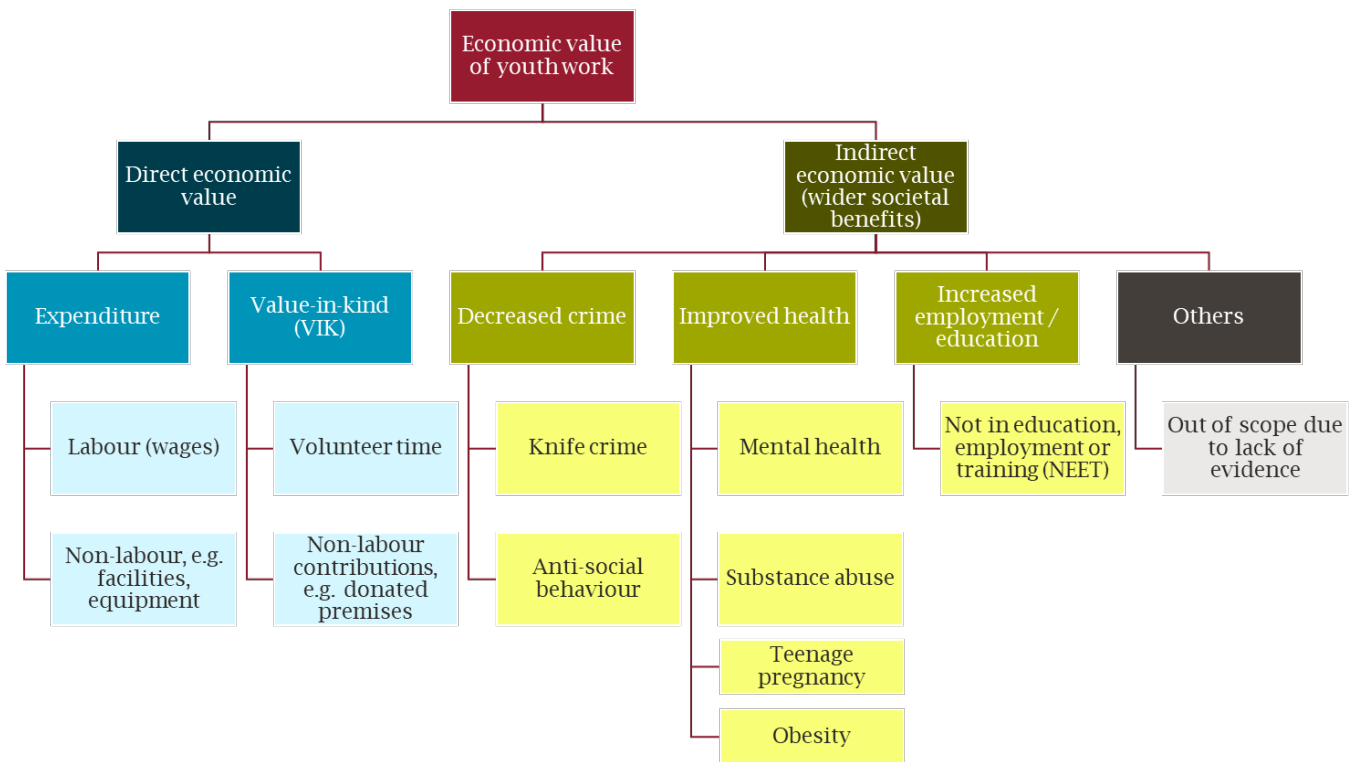 Economic value
of youth work
Direct economic
value
Indirect
economic value
(wider societal
benefits)
Expenditure
Value-in-kind
(VIK)
Decreased crime
Improved health
Increased
employment /
education
Others
Labour (wages)
Volunteer time
Knife crime
Mental health
Not in education,
employment or
training (NEET)
Out of scope due
to lack of
evidence
Non-labour, e.g.
facilities,
equipment
Non-labour
contributions,
e.g. donated
premises
Anti-social
behaviour
Substance abuse
Teenage
pregnancy
Obesity